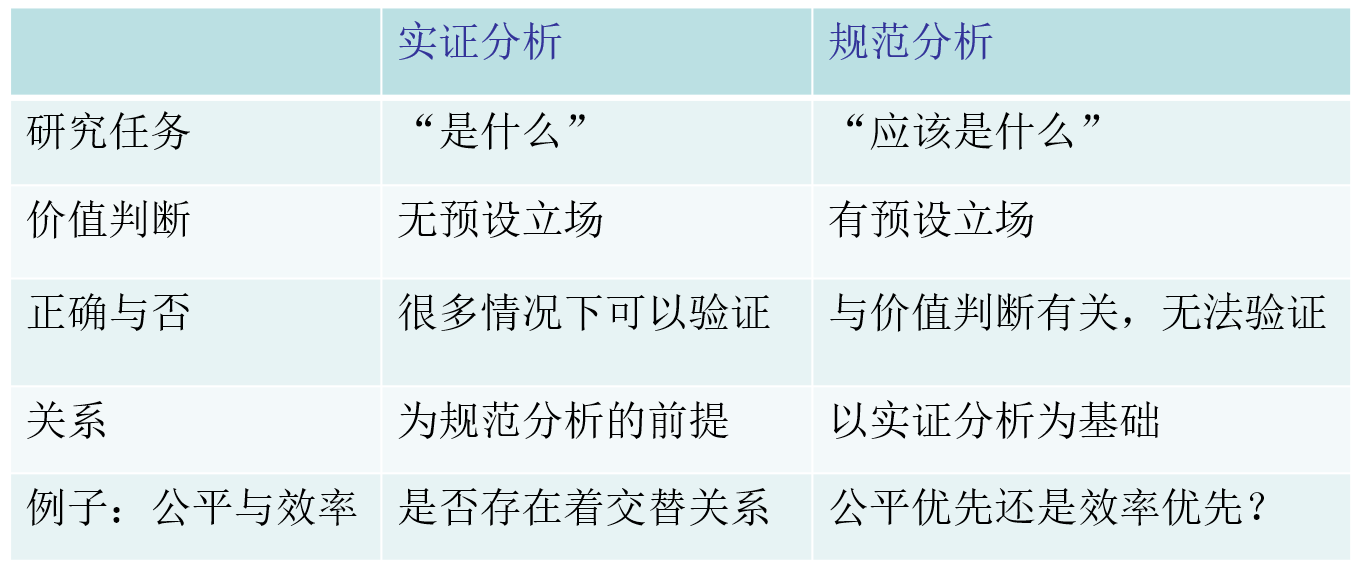 实证分析 规范分析
研究任务 “是什么” “应该是什么”
价值判断 无预设立场 有预设立场
正确与否 很多情况下可以验证 与价值判断有关，无法验证
关系 为规范分析的前提 以实证分析为基础
例子：公平与效率 是否存在着交替关系 公平优先还是效率优先？